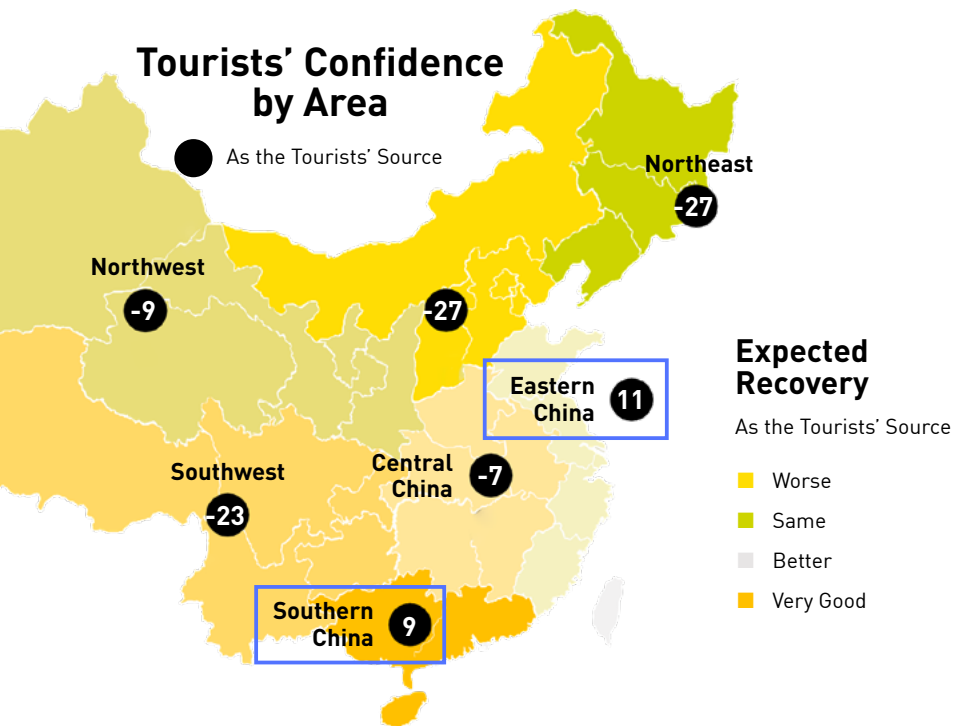 Tourists’ Confidence
by Area
As the Tourists’ Source
Northeast
-27
Northwest
-9
-27
Eastern
China
11
Central
China
-7
Southwest
-23
Southern
China
9
Expected
Recovery
As the Tourists’ Source
Worse
Same
Better
Very Good